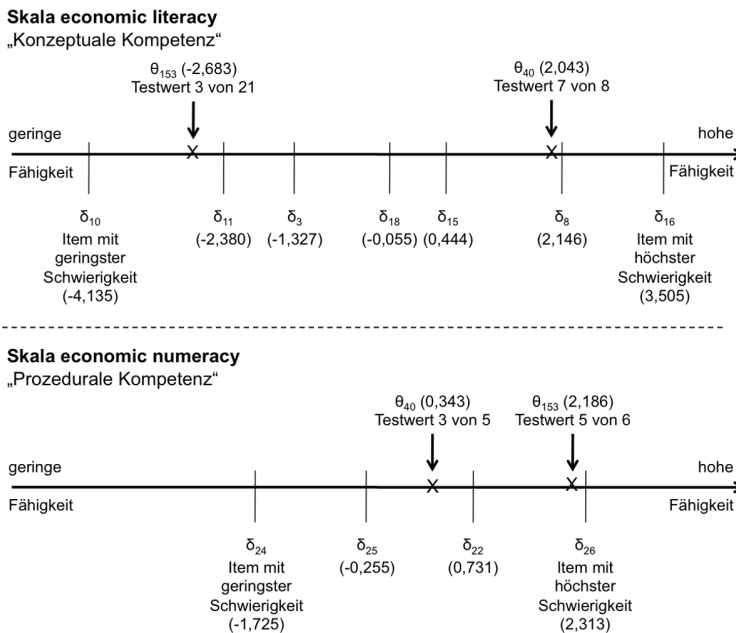 Skala economic literacy
„Konzeptuale Kompetenz“
θ153 (-2,683)
Testwert 3 von 21
θ40 (2,043)
Testwert 7 von 8
geringe
hohe
X
X
Fähigkeit
Fähigkeit
δ10
Item mit
geringster
Schwierigkeit
(-4,135)
δ11
(-2,380)
δ3
(-1,327)
δ18
(-0,055)
δ15
(0,444)
δ8
(2,146)
δ16
Item mit
höchster
Schwierigkeit
(3,505)
Skala economic numeracy
„Prozedurale Kompetenz“
θ40 (0,343)
Testwert 3 von 5
θ153 (2,186)
Testwert 5 von 6
geringe
hohe
X
X
Fähigkeit
Fähigkeit
δ24
Item mit
geringster
Schwierigkeit
(-1,725)
δ25
(-0,255)
δ22
(0,731)
δ26
Item mit
höchster
Schwierigkeit
(2,313)